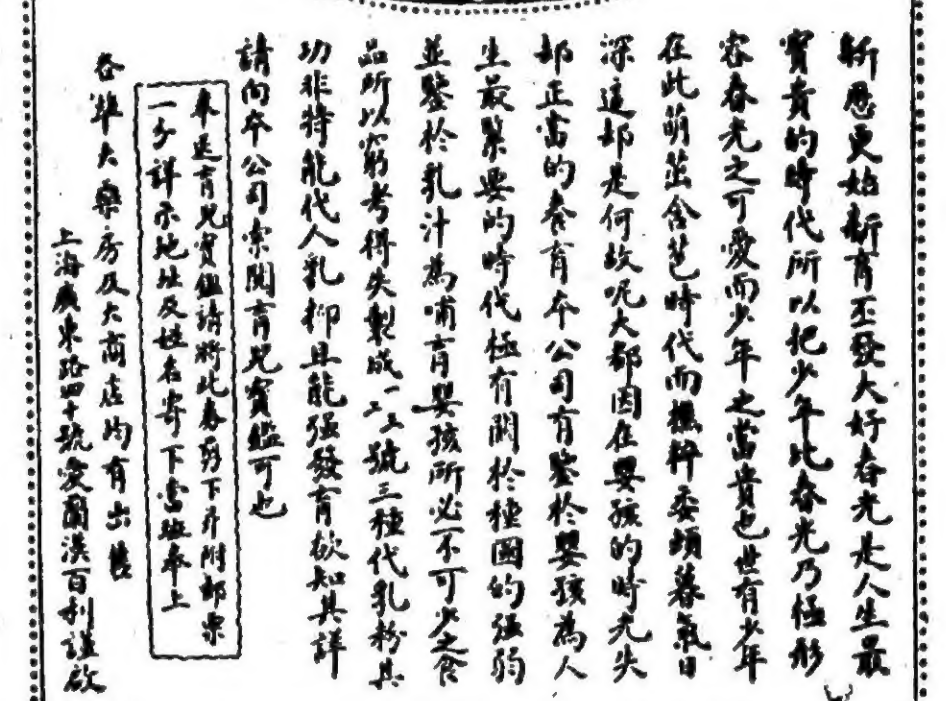 斬愿更始新育丕發大好春光是人生最
寶貴的時代所以把少年比春光乃極形
容春光之可愛而少年之當貴也世有少年
在此萌茁含苞時代而憔悴委頓暮氣日
深這却是何故呢大都因在嬰孩的時光失
却正當的養育本公司有鑒於嬰孩為人
生最緊要的時代極有關於種國的强弱
並鑒於乳汁為哺育嬰孩所必不可少之食
品所以窮考得失製成一二三號三種代乳粉其
功非特能代人乳抑且能强發育欲知其詳
請向本公司索閱育兒寶鑑可也
奉送育兒寶鑑請將此券剪下并附郵票
一分詳示地址及姓名寄下當照奉上
各埠大藥房及大商店均有出售
上海廣東路四十號愛蘭漢百利謹啟